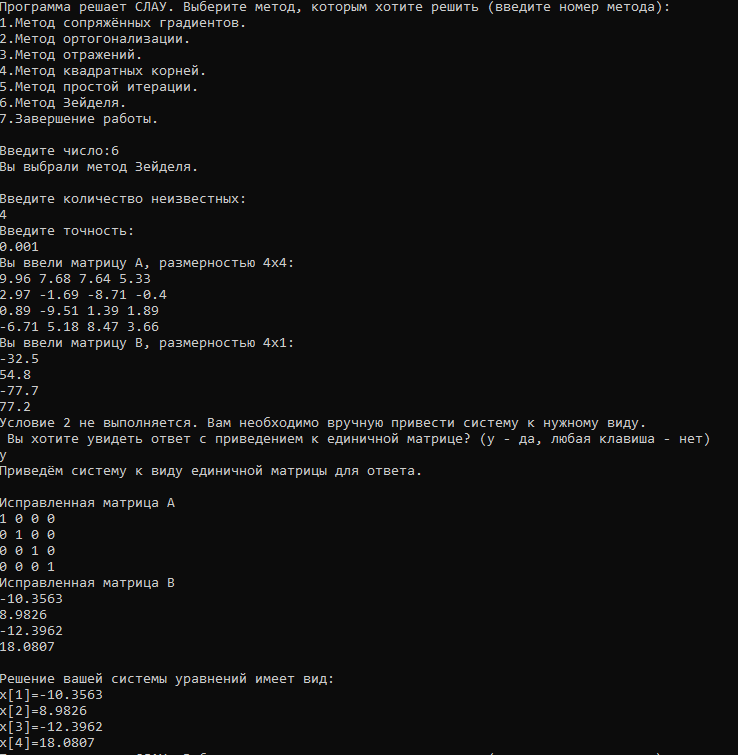 Программа решает СЛАУ. Выберите метод, которым хотите решить (введите номер метода):
1.Метод сопряжённых градиентов.
2.Метод ортогонализации.
3.Метод отражений.
4.Метод квадратных корней.
5.Метод простой итерации.
6.Метод Зейделя.
7.Завершение работы.
Введите число:6
Вы выбрали метод Зейделя.
Введите количество неизвестных:
4
Введите точность:
0.001
Вы ввели матрицу А, размерностью 4x4:
9.96 7.68 7.64 5.33
2.97 -1.69 -8.71 -0.4
0.89 -9.51 1.39 1.89
-6.71 5.18 8.47 3.66
Вы ввели матрицу В, размерностью 4x1:
-32.5
54.8
-77.7
77.2
Условие 2 не выполняется. Вам необходимо вручную привести систему к нужному виду.
Вы хотите увидеть ответ с приведением к единичной матрице? (y - да, любая клавиша - нет)
y
Приведём систему к виду единичной матрицы для ответа.
Исправленная матрица А
1 0 0 0
0 1 0 0
0 0 1 0
0 0 0 1
Исправленная матрица В
-10.3563
8.9826
-12.3962
18.0807
Решение вашей системы уравнений имеет вид:
x[1]=-10.3563
x[2]=8.9826
x[3]=-12.3962
x[4]=18.0807